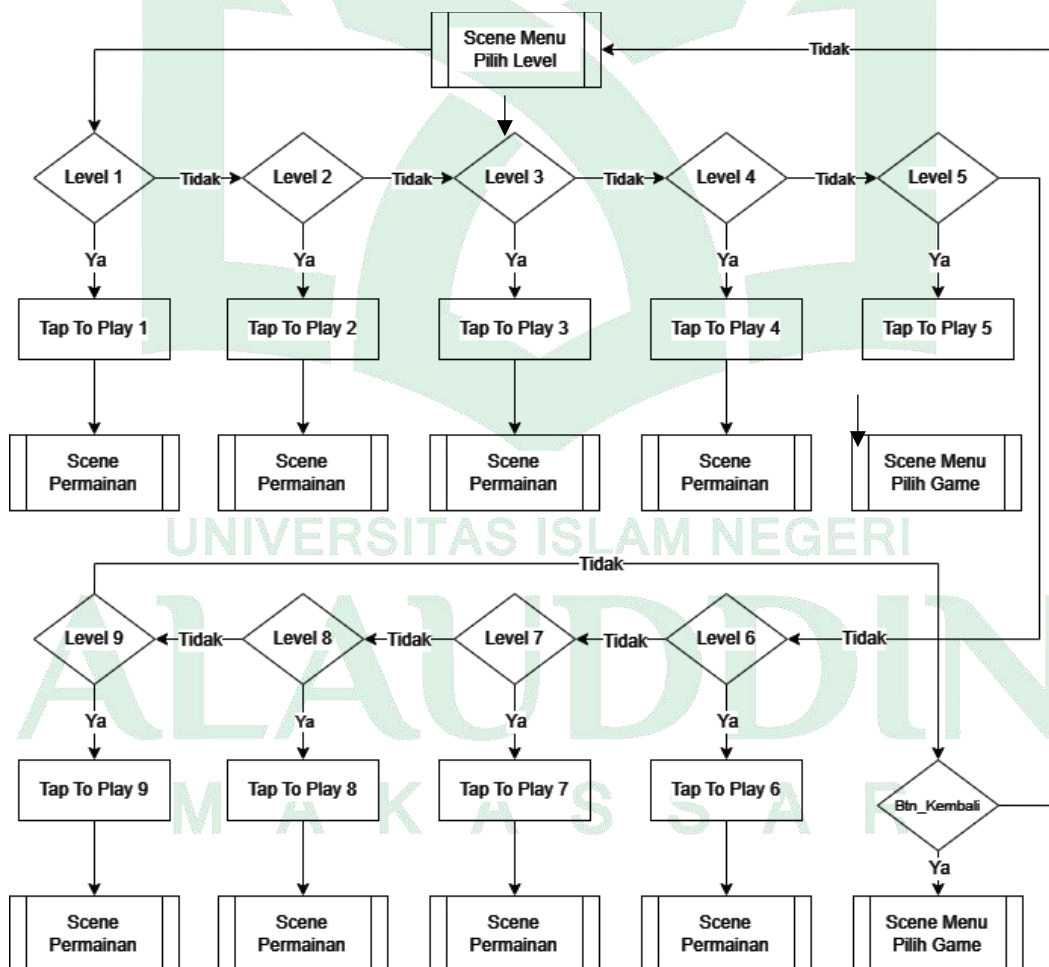 Scene Menu
Pilih Level
Tidak
Level 1
Tidak
Level 2
Tidak
Level 3
Tidak
Level 4
Tidak
Level 5
Ya
Ya
Ya
Ya
Ya
Tap To Play 1
Tap To Play 2
Tap To Play 3
Tap To Play 4
Tap To Play 5
Scene
Permainan
Scene
Permainan
Scene
Permainan
Scene
Permainan
Scene Menu
Pilih Game
UNIVERSITAS ISLAM NEGERI
Tidak
ALAUDDIN
Level 9
Tidak
Level 8
Tidak
Level 7
Tidak
Level 6
Tidak
Ya
Ya
Ya
Ya
Tap To Play 9
Tap To Play 8
Tap To Play 7
Tap To Play 6
Btn_Kembali
MAKASSAR
Ya
Scene
Permainan
Scene
Permainan
Scene
Permainan
Scene
Permainan
Scene Menu
Pilih Game